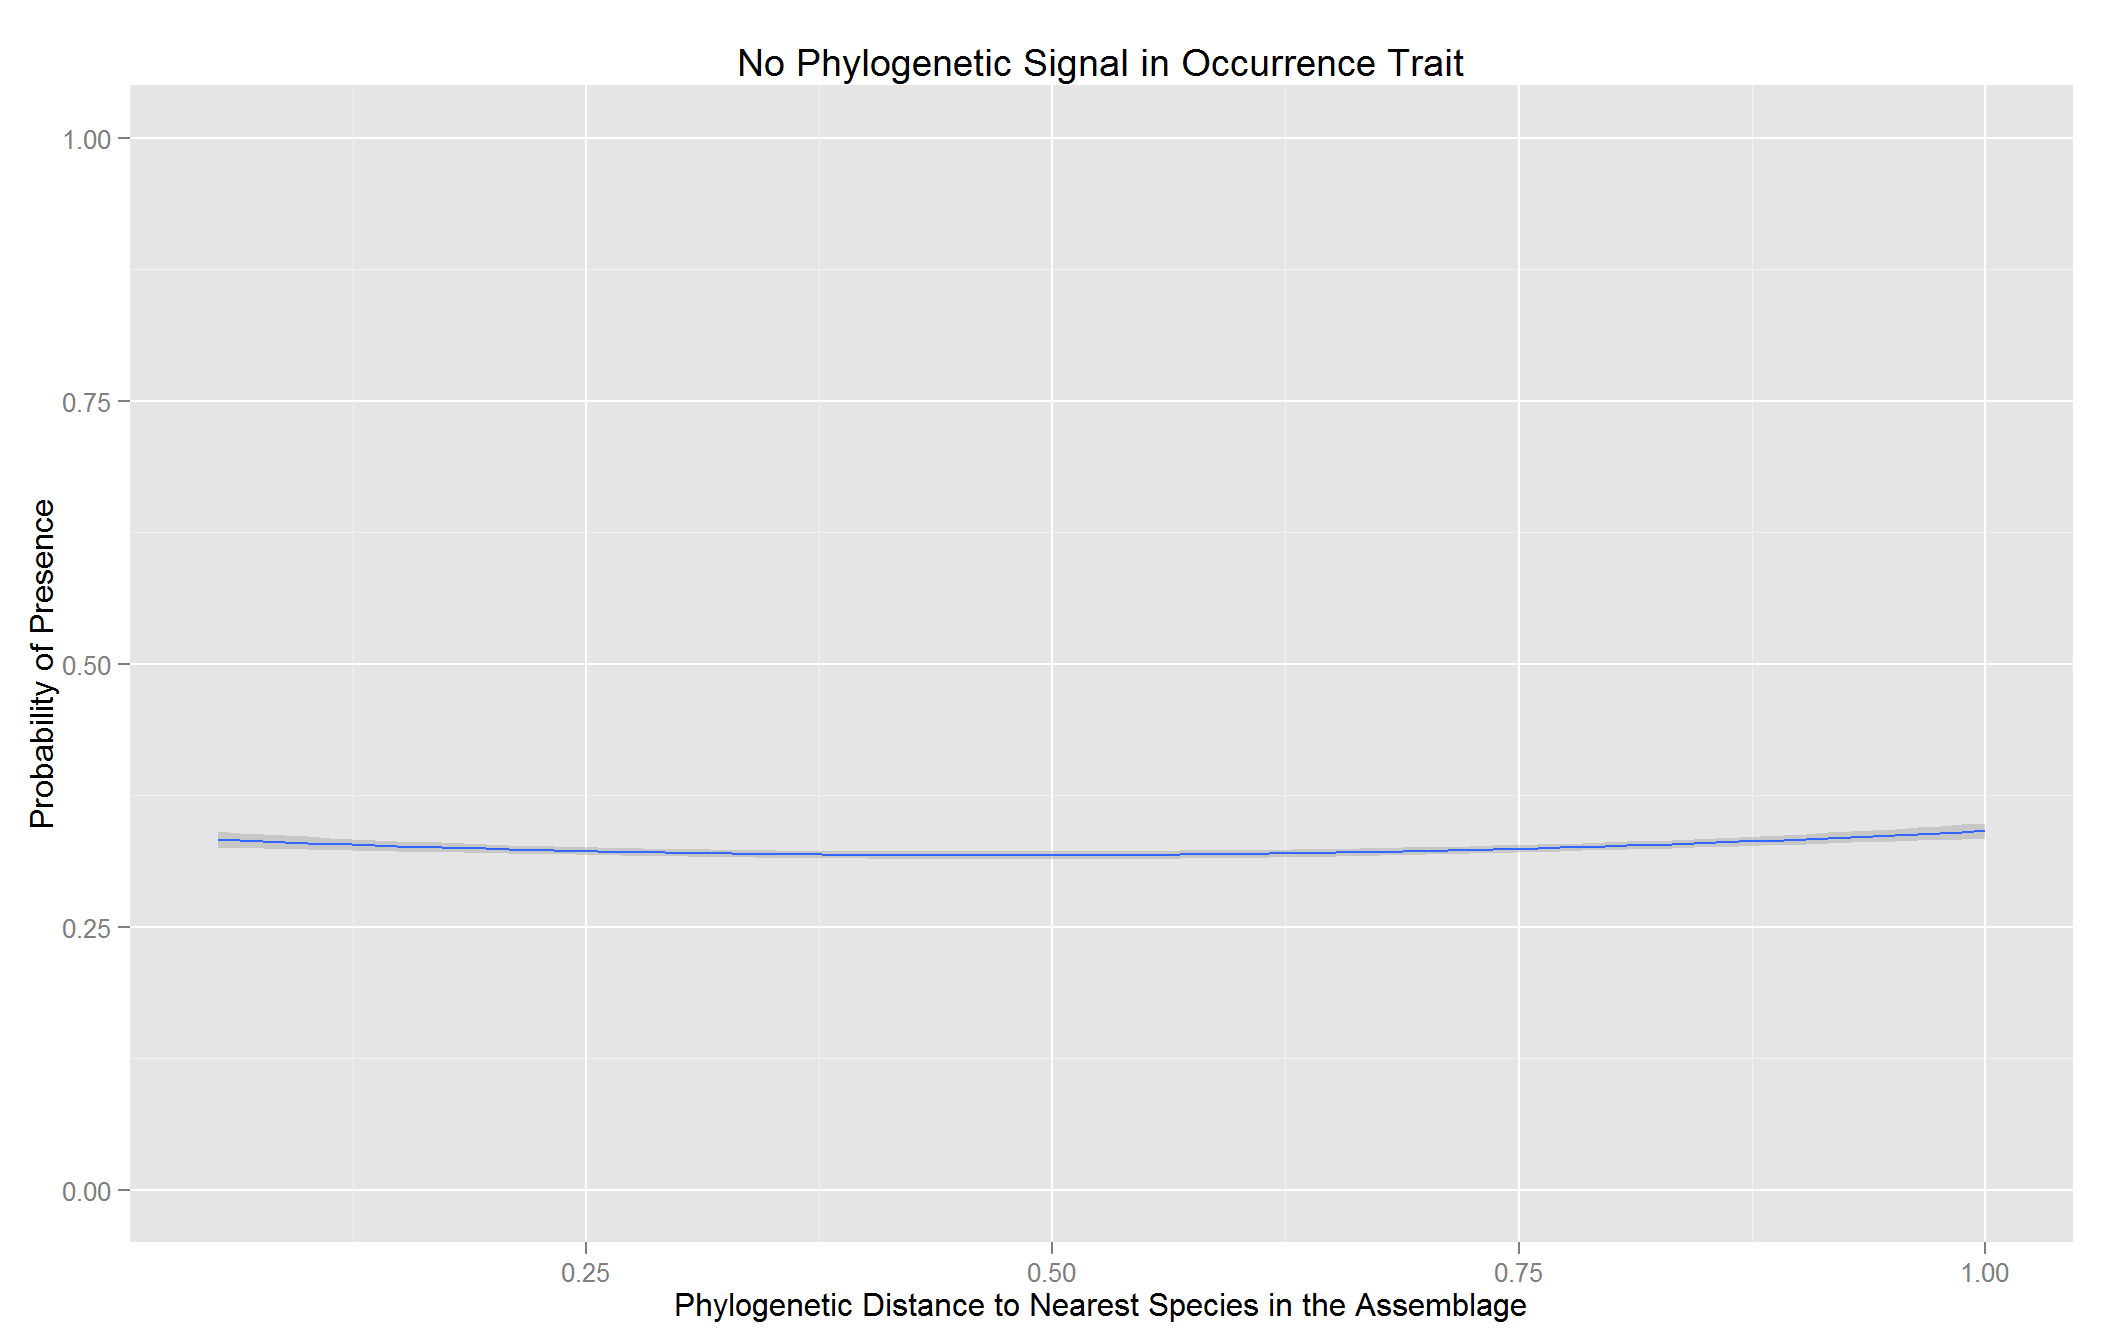 No Phylogenetic Signal in Occurrence Trait
1.00
0.75
0.50
0.25
0.00
Probability of Presence
0.25 0.50 0.75 1.00
Phylogenetic Distance to Nearest Species in the Assemblage